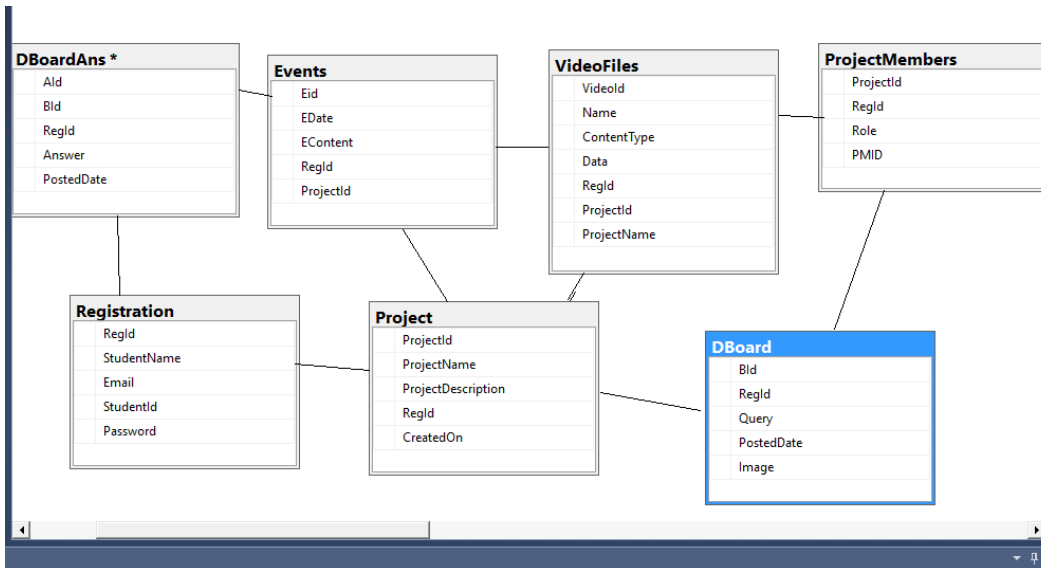 DBoardAns *
AId
BId
RegId
Answer
PostedDate
Events
Eid
EDate
EContent
RegId
ProjectId
VideoFiles
VideoId
Name
ContentType
Data
RegId
ProjectId
ProjectName
ProjectMembers
ProjectId
RegId
Role
PMID
Registration
RegId
StudentName
Email
StudentId
Password
Project
ProjectId
ProjectName
ProjectDescription
RegId
CreatedOn
DBoard
BId
RegId
Query
PostedDate
Image